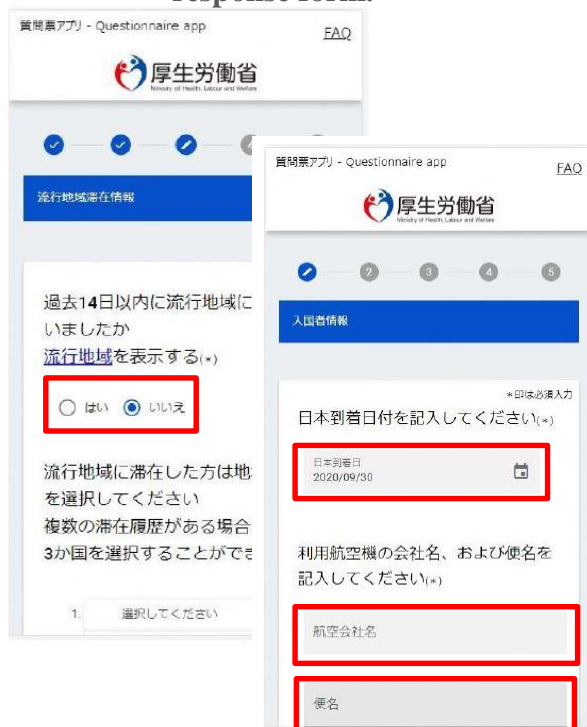 response form.
質問票アプリ - Questionnaire app
FAQ
厚生労働省
Ministry of Health, Labour and Welfare
流行地域滞在情報
過去14日以内に流行地域に
いましたか
流行地域を表示する(*)
はい いいえ
流行地域に滞在した方は地
を選択してください
複数の滞在履歴がある場合
3か国を選択することができ
1. 選択してください
質問票アプリ - Questionnaire app
FAQ
厚生労働省
Ministry of Health, Labour and Welfare
2 3 4 5
入国者情報
*印は必須入力
日本到着日付を記入してください(*)
日本到着日
2020/09/30
利用航空機の会社名、および便名を
記入してください(*)
航空会社名
便名